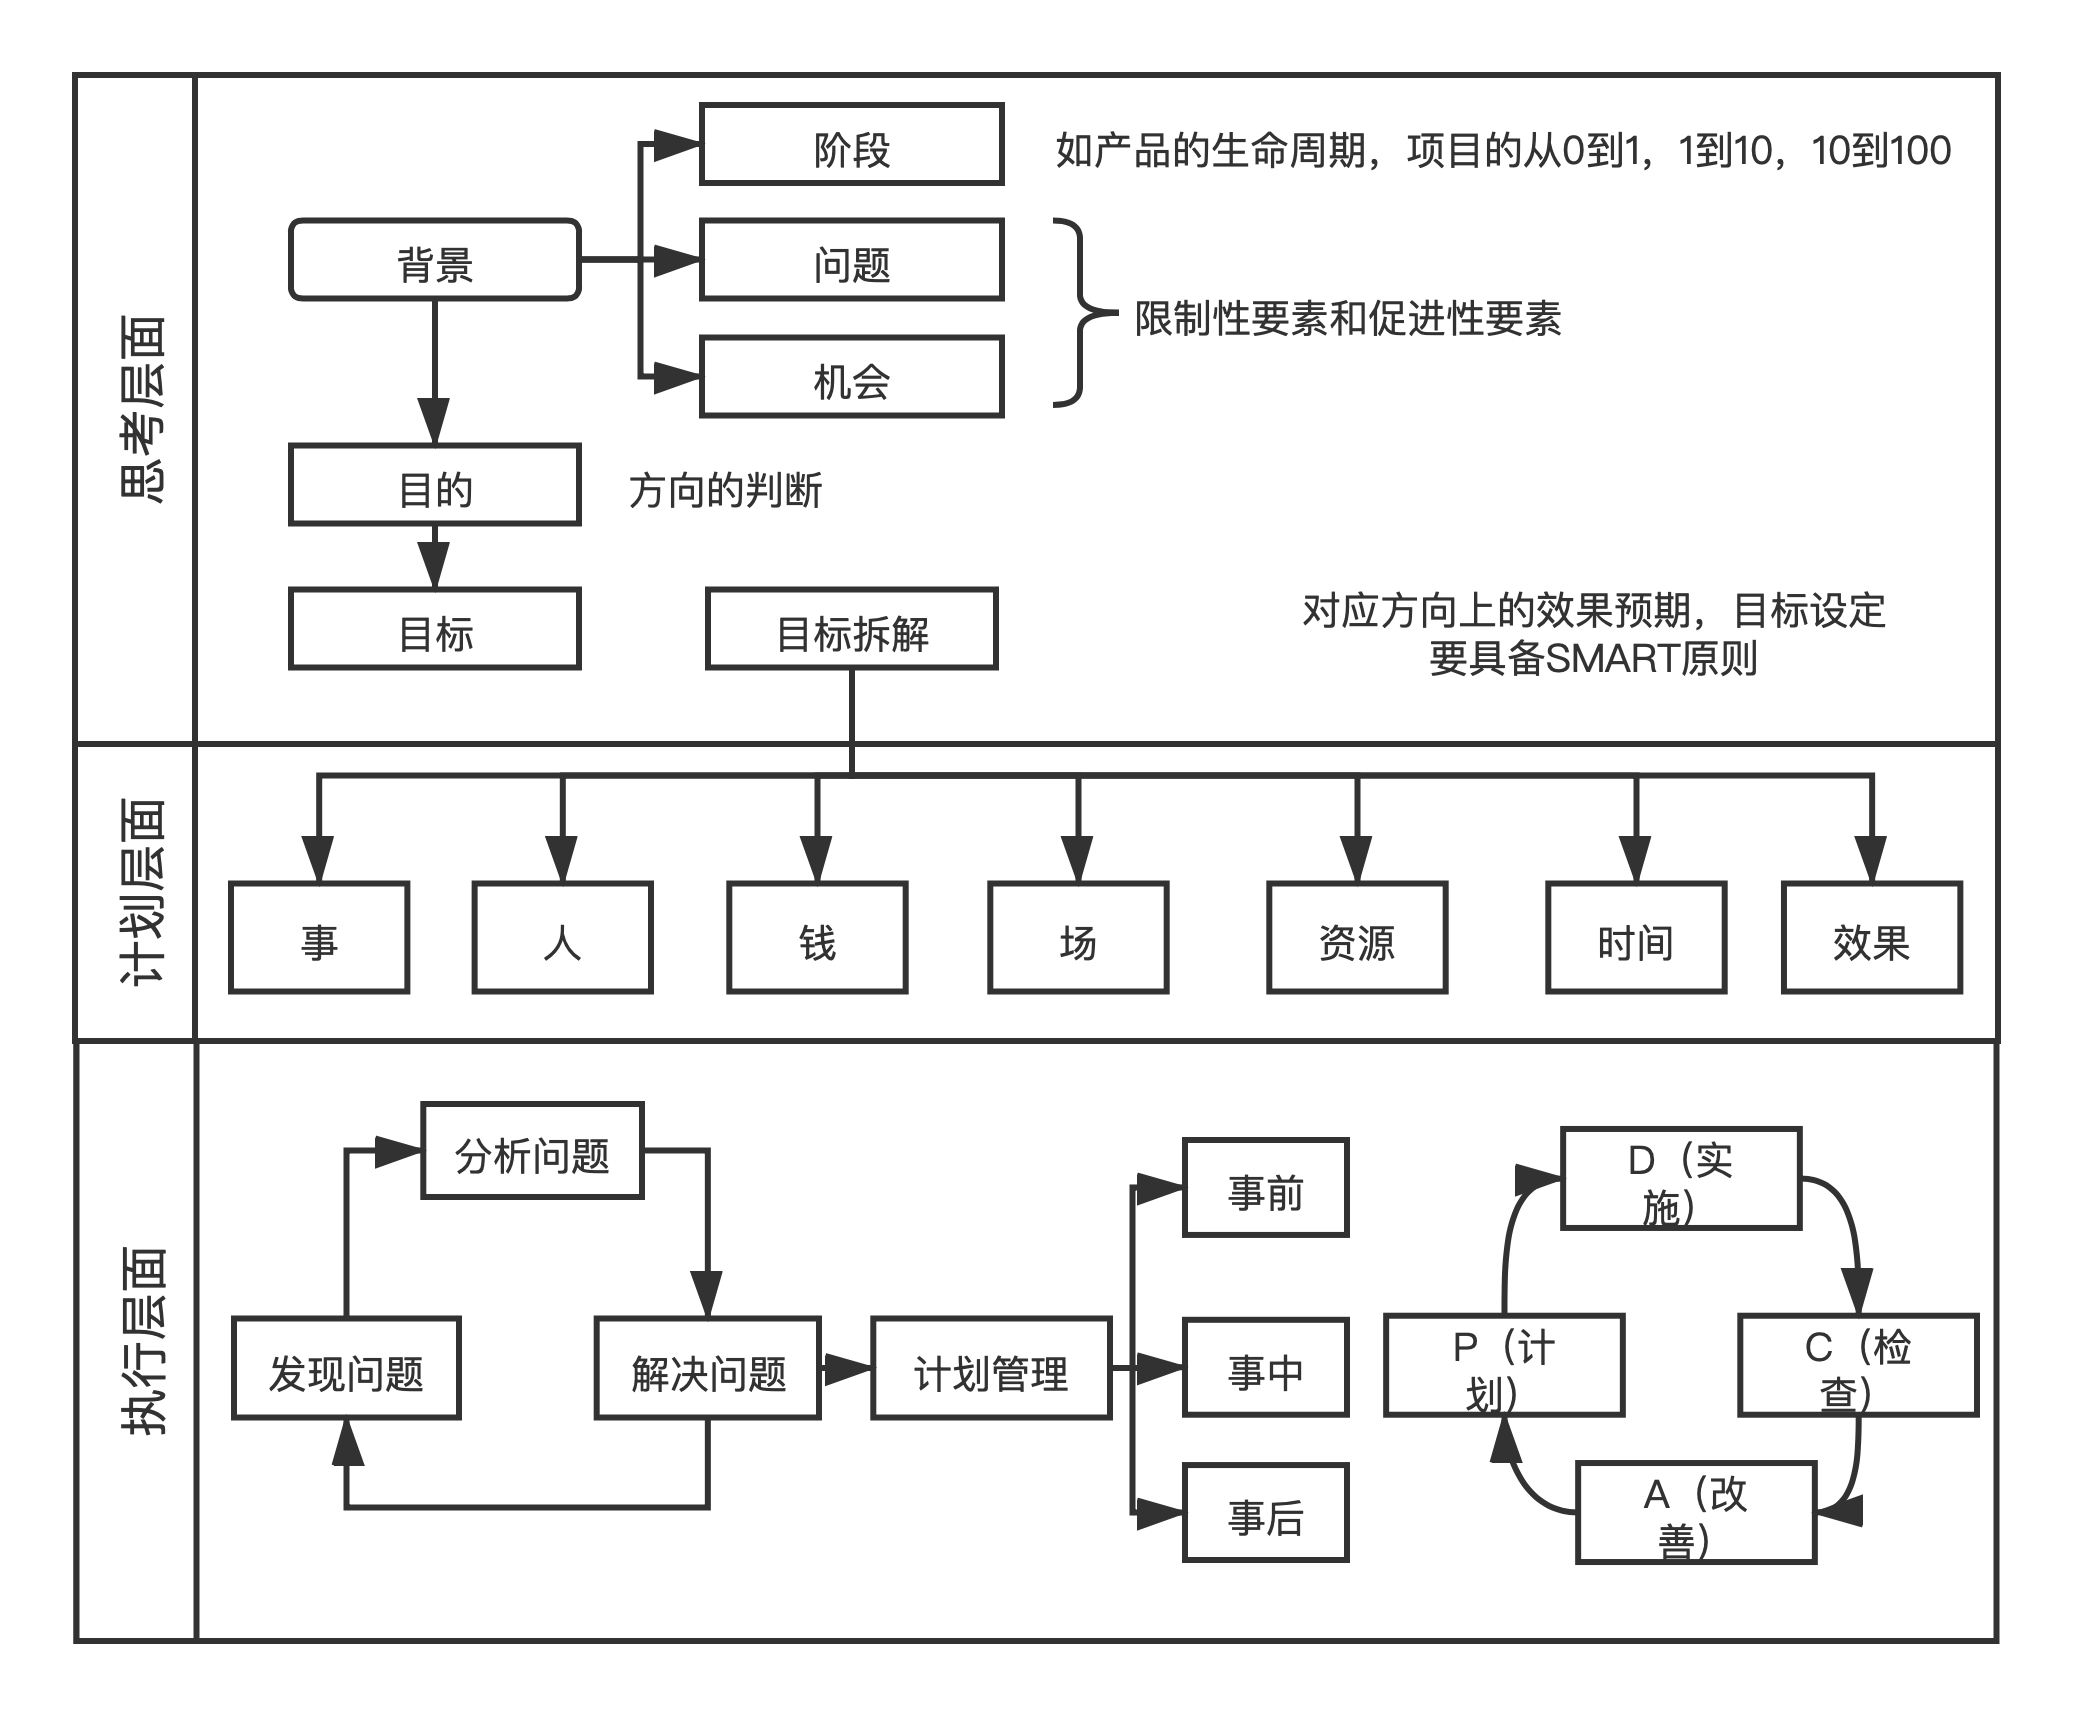 思考层面
阶段
如产品的生命周期，项目的从0到1，1到10，10到100
背景
问题
限制性要素和促进性要素
机会
目的
方向的判断
目标
目标拆解
对应方向上的效果预期，目标设定
要具备SMART原则
计划层面
事
人
钱
场
资源
时间
效果
执行层面
分析问题
发现问题
解决问题
计划管理
事前
事中
事后
D（实
施）
P（计
划）
C（检
查）
A（改
善）